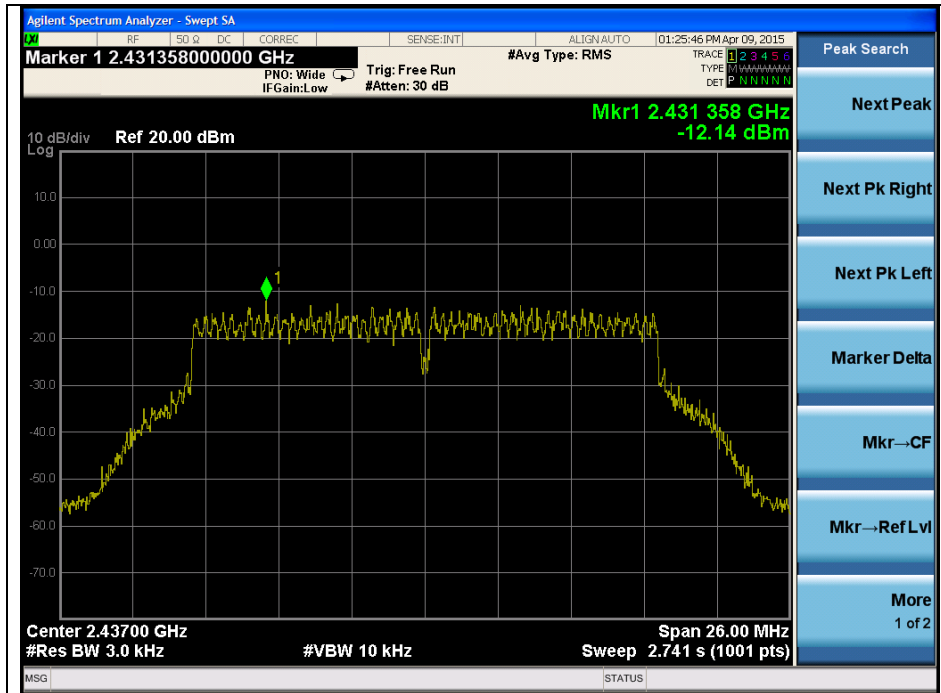 Agilent Spectrum Analyzer - Swept SA
LXI RF 50 Ω DC CORREC SENSE:INT ALIGN AUTO 01:25:46 PM Apr 09, 2015
Marker 1 2.431358000000 GHz
PNO: Wide
IFGain:Low
Trig: Free Run
#Atten: 30 dB
#Avg Type: RMS
TRACE 1 2 3 4 5 6
TYPE M W W W W W
DET P N N N N N
Peak Search
Mkr1 2.431 358 GHz
-12.14 dBm
10 dB/div Ref 20.00 dBm
Log
10.0
0.00
-10.0
-20.0
-30.0
-40.0
-50.0
-60.0
-70.0
1
Center 2.43700 GHz
Span 26.00 MHz
#Res BW 3.0 kHz
#VBW 10 kHz
Sweep 2.741 s (1001 pts)
MSG
STATUS
Next Peak
Next Pk Right
Next Pk Left
Marker Delta
Mkr→CF
Mkr→Ref Lvl
More
1 of 2